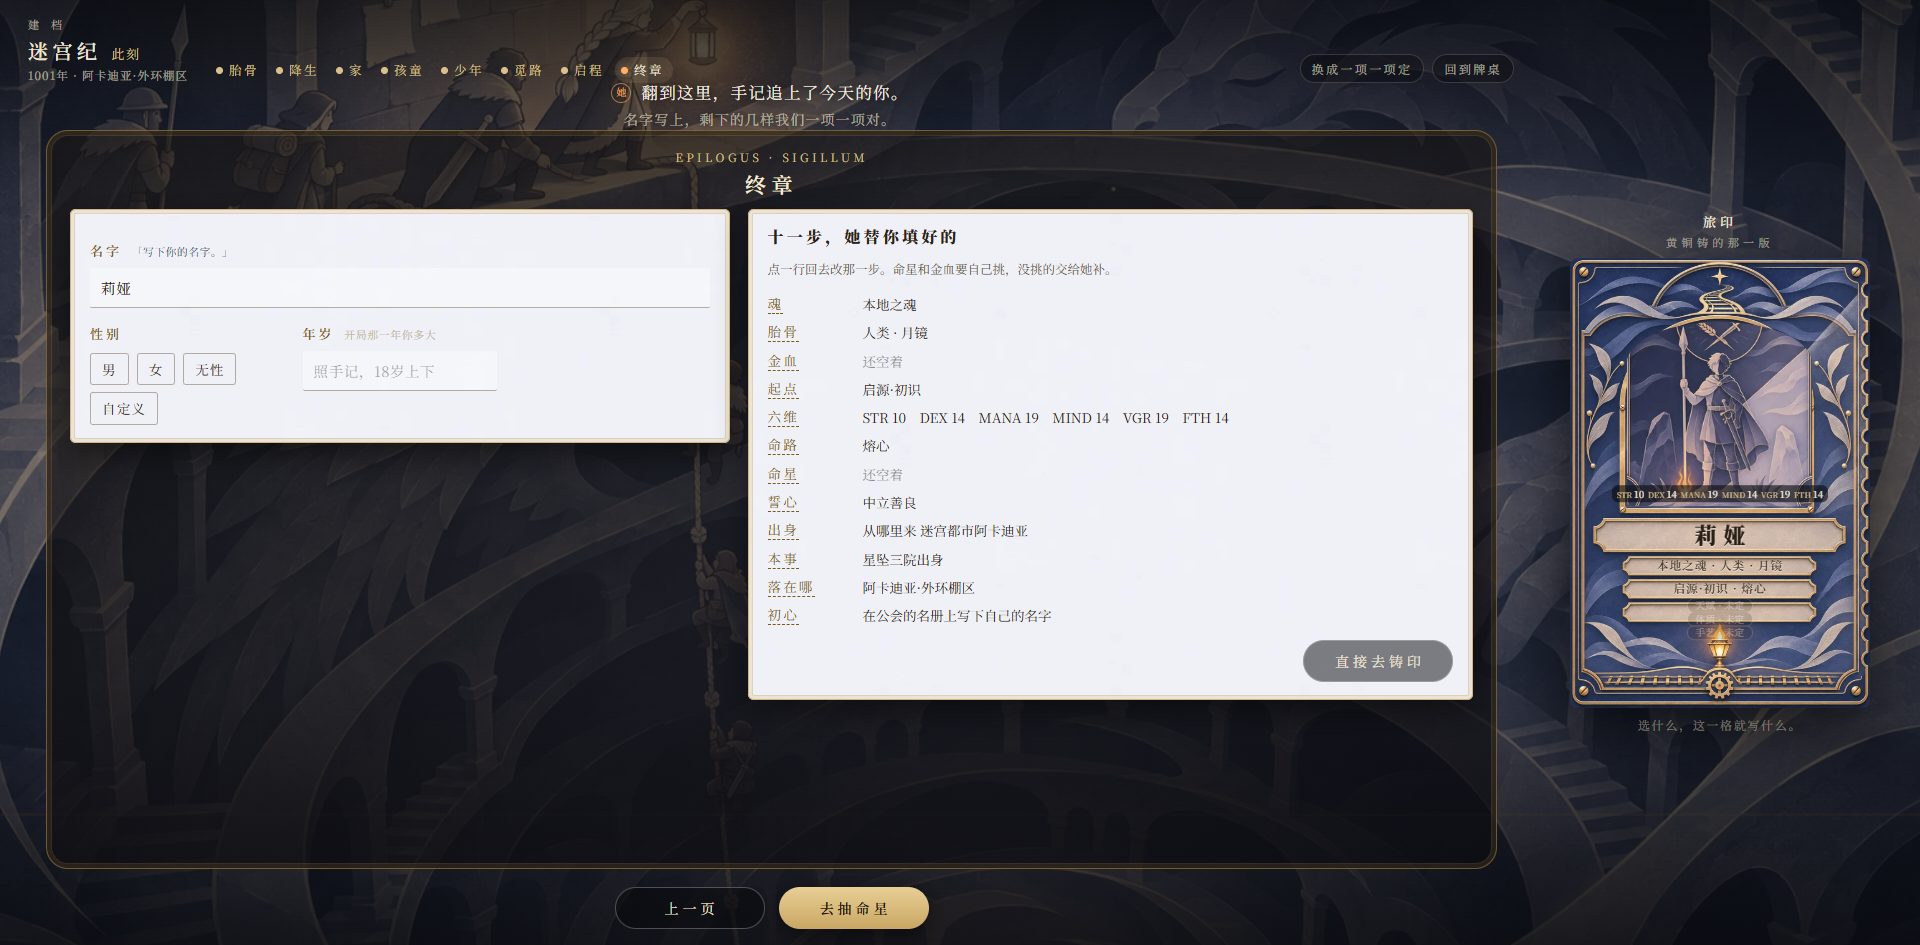 建 档
迷宫纪 此刻
1001年 · 阿卡迪亚·外环棚区
胎骨 降生 家 孩童 少年 觅路 启程 终章
换成一项一项定 回到牌桌
她 翻到这里，手记追上了今天的你。
名字写上，剩下的几样我们一项一项对。
EPILOGUS · SIGILLUM
终章
名字 「写下你的名字。」
莉娅
性别
男 女 无性
自定义
年岁 开局那一年你多大
照手记，18岁上下
十一步，她替你填好的
点一行回去改那一步。命星和金血要自己挑，没挑的交给她补。
魂 本地之魂
胎骨 人类 · 月镜
金血 还空着
起点 启源·初识
六维 STR 10 DEX 14 MANA 19 MIND 14 VGR 19 FTH 14
命路 熔心
命星 还空着
誓心 中立善良
出身 从哪里来 迷宫都市阿卡迪亚
本事 星坠三院出身
落在哪 阿卡迪亚·外环棚区
初心 在公会的名册上写下自己的名字
直接去铸印
旅印
黄铜铸的那一版
STR 10 DEX 14 MANA 19 MIND 14 VGR 19 FTH 14
莉娅
本地之魂 · 人类 · 月镜
启源·初识 · 熔心
天赋 · 未定
未定
手艺 · 未定
选什么，这一格就写什么。
上一页 去抽命星